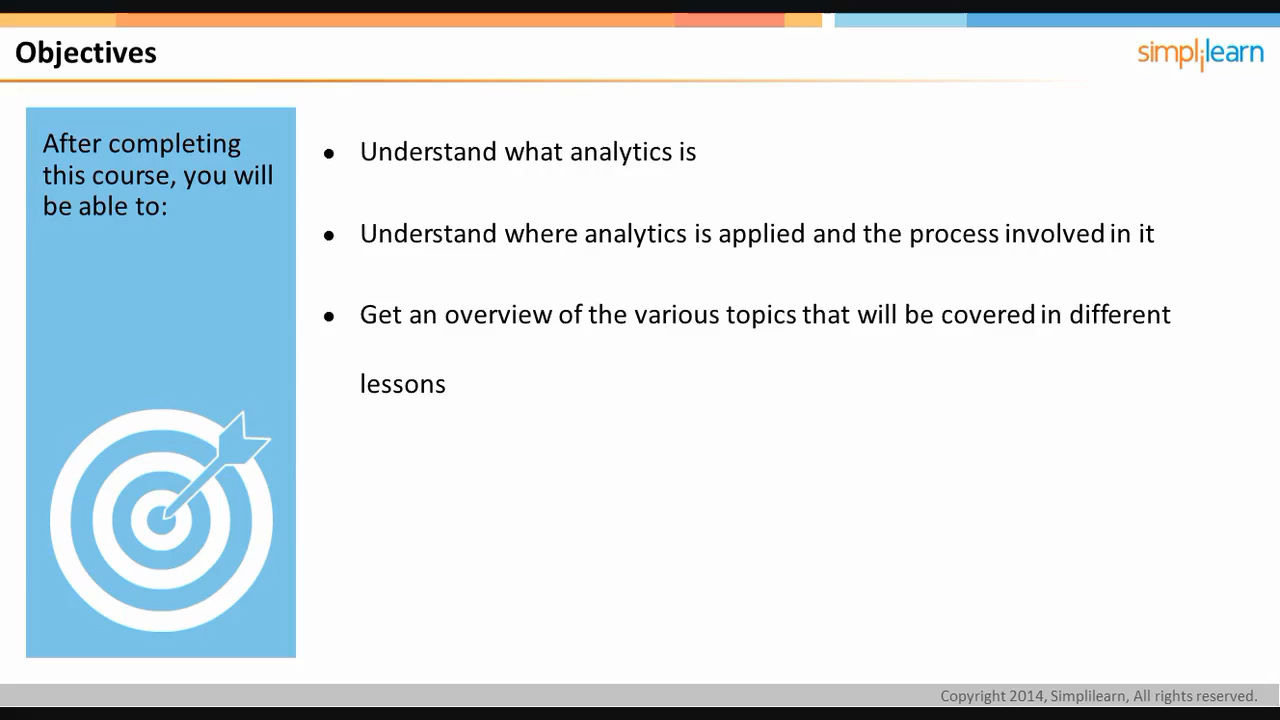 Objectives
simplilearn
After completing
this course, you will
be able to:
● Understand what analytics is
● Understand where analytics is applied and the process involved in it
● Get an overview of the various topics that will be covered in different
lessons
Copyright 2014, Simplilearn, All rights reserved.